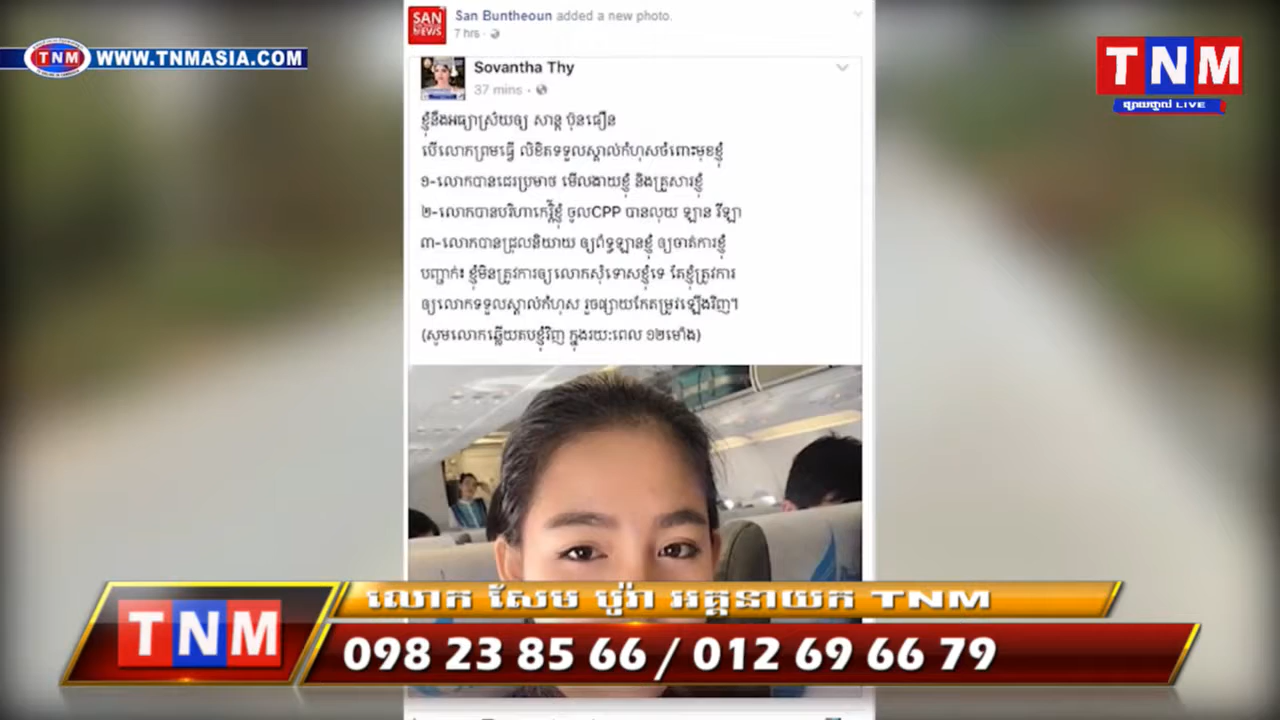 SAN
NEWS
San Buntheoun added a new photo.
7 hrs
TNM
WWW.TNMASIA.COM
TNM
ផ្សាយផ្ទាល់ LIVE
Sovantha Thy
37 mins
ខ្ញុំនឹងអធ្យាស្រ័យឲ្យ សាន្ត ប៊ុនធឿន
បើលោកព្រមធ្វើ លិខិតទទួលស្គាល់កំហុសចំពោះមុខខ្ញុំ
១-លោកបានជេរប្រមាថ មើលងាយខ្ញុំ និងគ្រួសារខ្ញុំ
២-លោកបានបរិហាកេរ្តិ៍ខ្ញុំ ចូលCPP បានលុយ ឡាន វីឡា
៣-លោកបានជ្រុលនិយាយ ឲ្យព័ទ្ធឡានខ្ញុំ ឲ្យចាត់ការខ្ញុំ
បញ្ជាក់៖ ខ្ញុំមិនត្រូវការឲ្យលោកសុំទោសខ្ញុំទេ តែខ្ញុំត្រូវការ
ឲ្យលោកទទួលស្គាល់កំហុស រួចផ្សាយកែតម្រូវឡើងវិញ។
(សូមលោកឆ្លើយតបខ្ញុំវិញ ក្នុងរយៈពេល ១២ម៉ោង)
TNM
លោក សែម បូរ៉ា អគ្គនាយក TNM
098 23 85 66 / 012 69 66 79